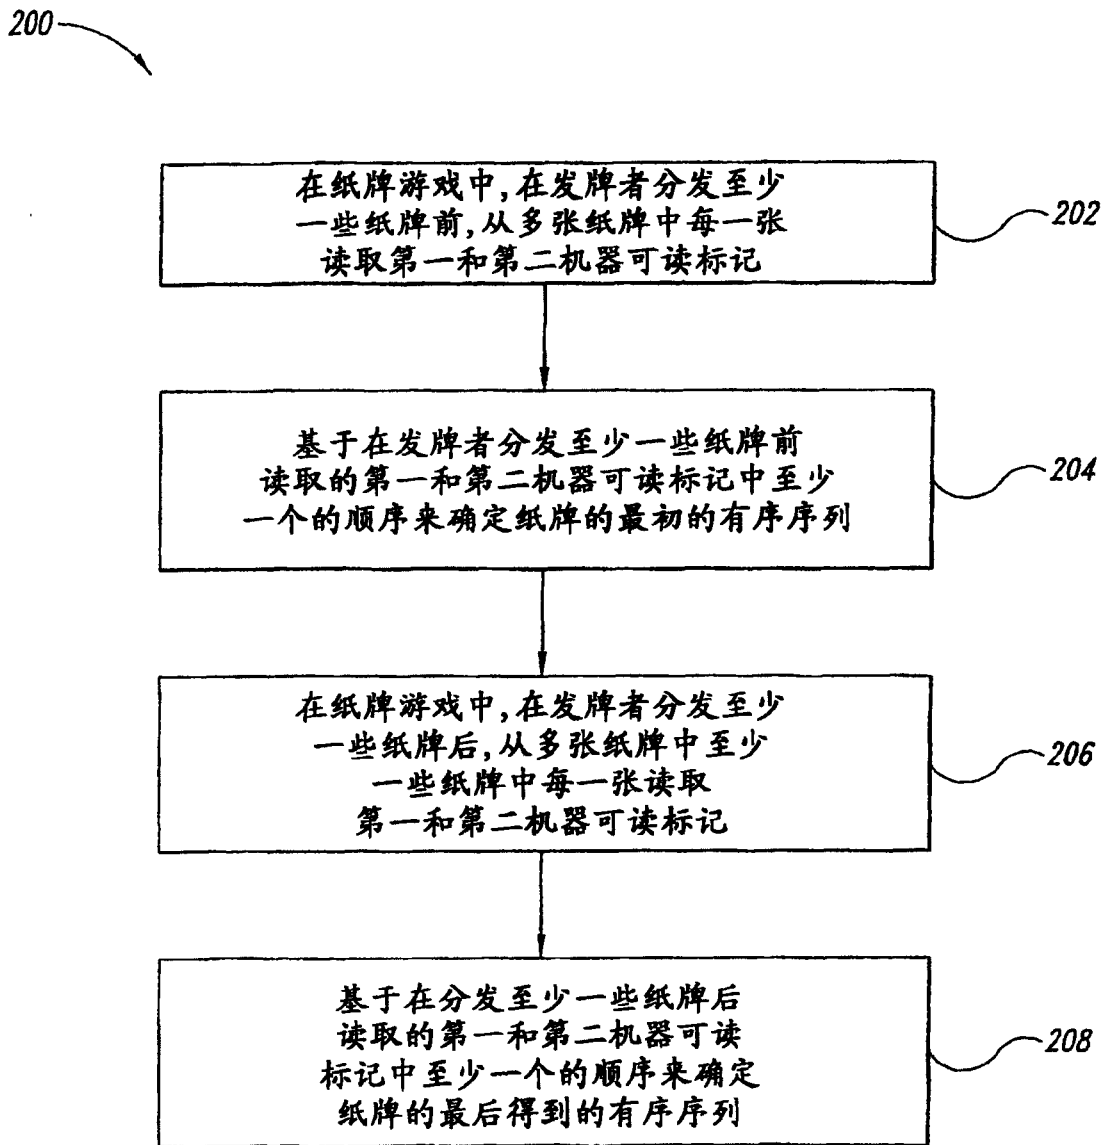 200
在纸牌游戏中,在发牌者分发至少
一些纸牌前,从多张纸牌中每一张
读取第一和第二机器可读标记
202
基于在发牌者分发至少一些纸牌前
读取的第一和第二机器可读标记中至少
一个的顺序来确定纸牌的最初的有序序列
204
在纸牌游戏中,在发牌者分发至少
一些纸牌后,从多张纸牌中至少
一些纸牌中每一张读取
第一和第二机器可读标记
206
基于在分发至少一些纸牌后
读取的第一和第二机器可读
标记中至少一个的顺序来确定
纸牌的最后得到的有序序列
208